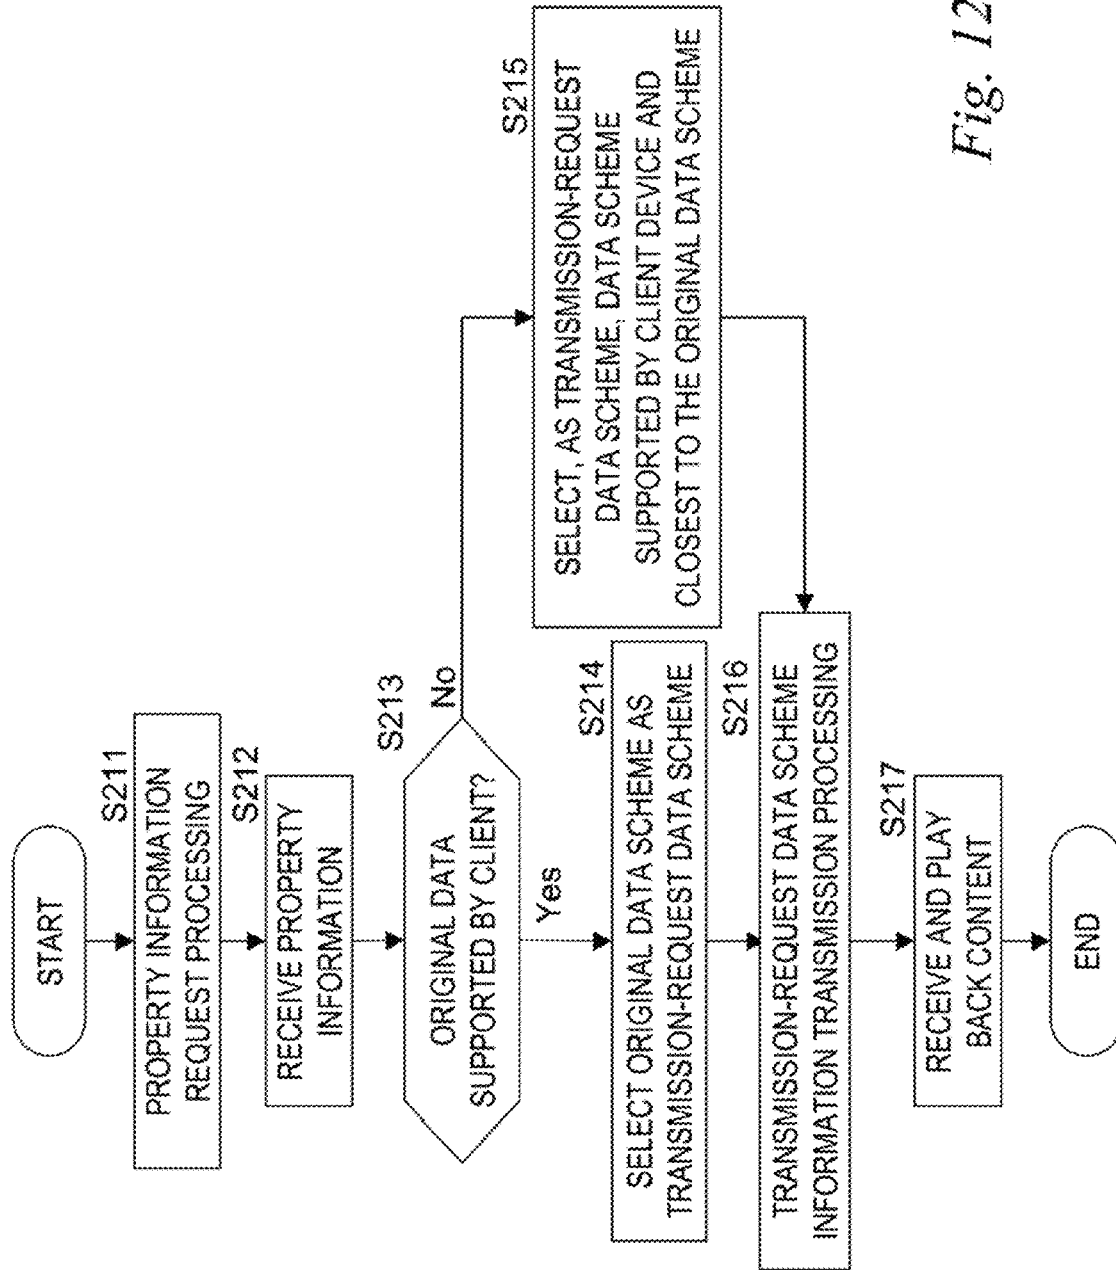 START
S211
PROPERTY INFORMATION
REQUEST PROCESSING
S212
RECEIVE PROPERTY
INFORMATION
S213
ORIGINAL DATA
SUPPORTED BY CLIENT?
No
Yes
S215
SELECT, AS TRANSMISSION-REQUEST
DATA SCHEME, DATA SCHEME
SUPPORTED BY CLIENT DEVICE AND
CLOSEST TO THE ORIGINAL DATA SCHEME
S214
SELECT ORIGINAL DATA SCHEME AS
TRANSMISSION-REQUEST DATA SCHEME
S216
TRANSMISSION-REQUEST DATA SCHEME
INFORMATION TRANSMISSION PROCESSING
S217
RECEIVE AND PLAY
BACK CONTENT
END
Fig. 12